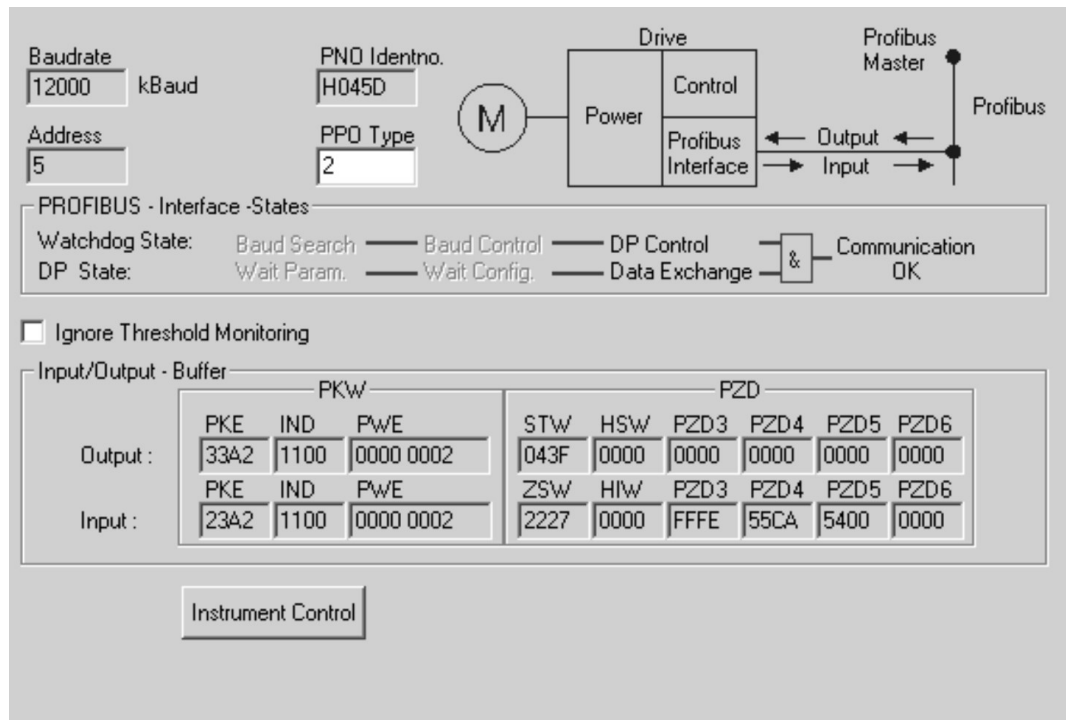 Baudrate
12000 kBaud
PNO Identno.
H045D
Address
5
PPO Type
2
Drive
Profibus
Master
Control
Power
Profibus
M
Profibus
Interface
Output
Input
PROFIBUS - Interface -States
Watchdog State: Baud Search Baud Control DP Control
DP State: Wait Param. Wait Config. Data Exchange
&
Communication
OK
Ignore Threshold Monitoring
Input/Output - Buffer
PKW PZD
PKE IND PWE STW HSW PZD3 PZD4 PZD5 PZD6
Output : 33A2 1100 0000 0002 043F 0000 0000 0000 0000 0000
PKE IND PWE ZSW HIW PZD3 PZD4 PZD5 PZD6
Input : 23A2 1100 0000 0002 2227 0000 FFFE 55CA 5400 0000
Instrument Control